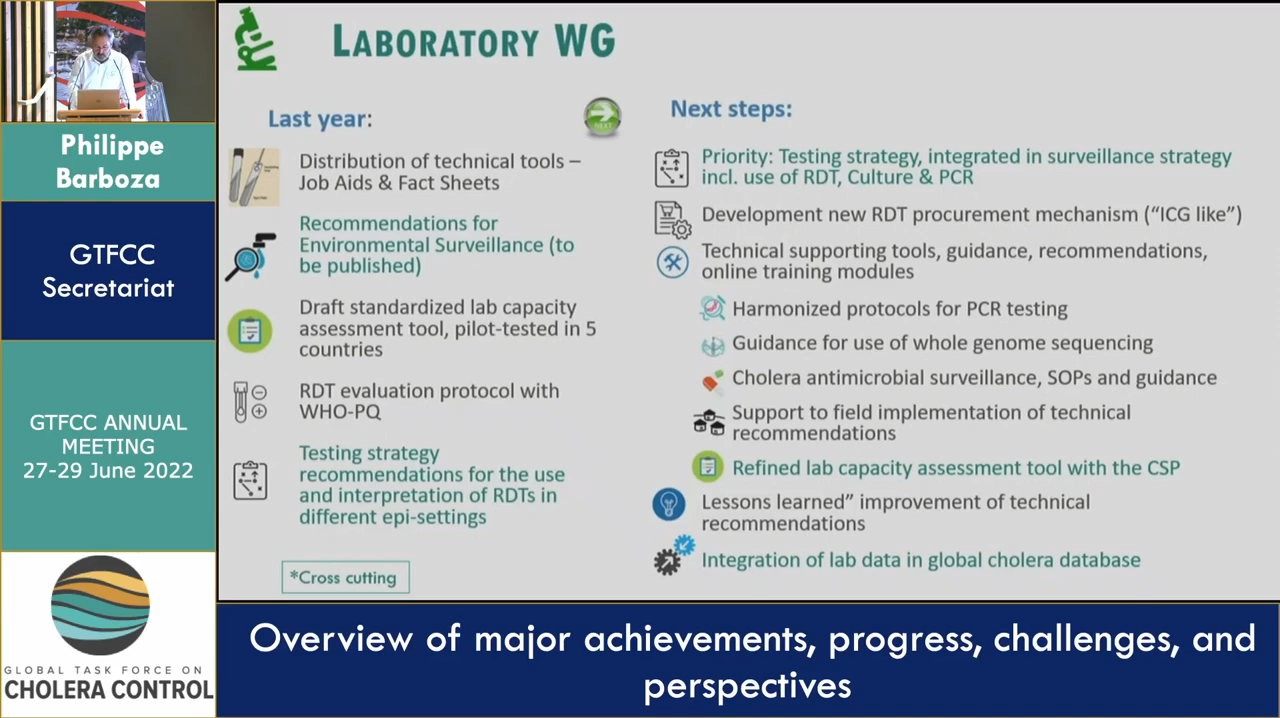 Philippe
Barboza
GTFCC
Secretariat
GTFCC ANNUAL
MEETING
27-29 June 2022
GLOBAL TASK FORCE ON
CHOLERA CONTROL
LABORATORY WG
Last year:
Distribution of technical tools –
Job Aids & Fact Sheets
Recommendations for
Environmental Surveillance (to
be published)
Draft standardized lab capacity
assessment tool, pilot-tested in 5
countries
RDT evaluation protocol with
WHO-PQ
Testing strategy
recommendations for the use
and interpretation of RDTs in
different epi-settings
*Cross cutting
NEXT
Next steps:
Priority: Testing strategy, integrated in surveillance strategy
incl. use of RDT, Culture & PCR
Development new RDT procurement mechanism (“ICG like”)
Technical supporting tools, guidance, recommendations,
online training modules
Harmonized protocols for PCR testing
Guidance for use of whole genome sequencing
Cholera antimicrobial surveillance, SOPs and guidance
Support to field implementation of technical
recommendations
Refined lab capacity assessment tool with the CSP
Lessons learned” improvement of technical
recommendations
Integration of lab data in global cholera database
Overview of major achievements, progress, challenges, and
perspectives